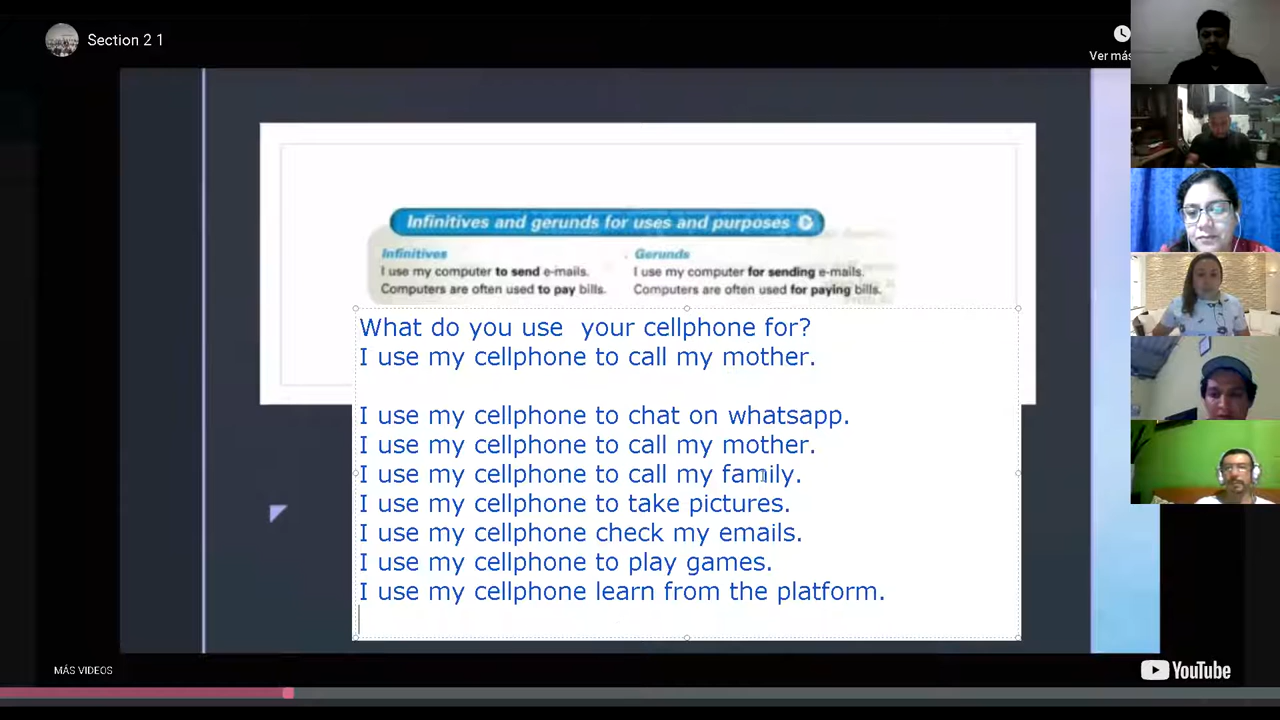 Section 2 1
Ver más
Infinitives and gerunds for uses and purposes
Infinitives
I use my computer to send e-mails.
Computers are often used to pay bills.
Gerunds
I use my computer for sending e-mails.
Computers are often used for paying bills.
What do you use  your cellphone for?
I use my cellphone to call my mother.
I use my cellphone to chat on whatsapp.
I use my cellphone to call my mother.
I use my cellphone to call my family.
I use my cellphone to take pictures.
I use my cellphone check my emails.
I use my cellphone to play games.
I use my cellphone learn from the platform.
MÁS VIDEOS
YouTube